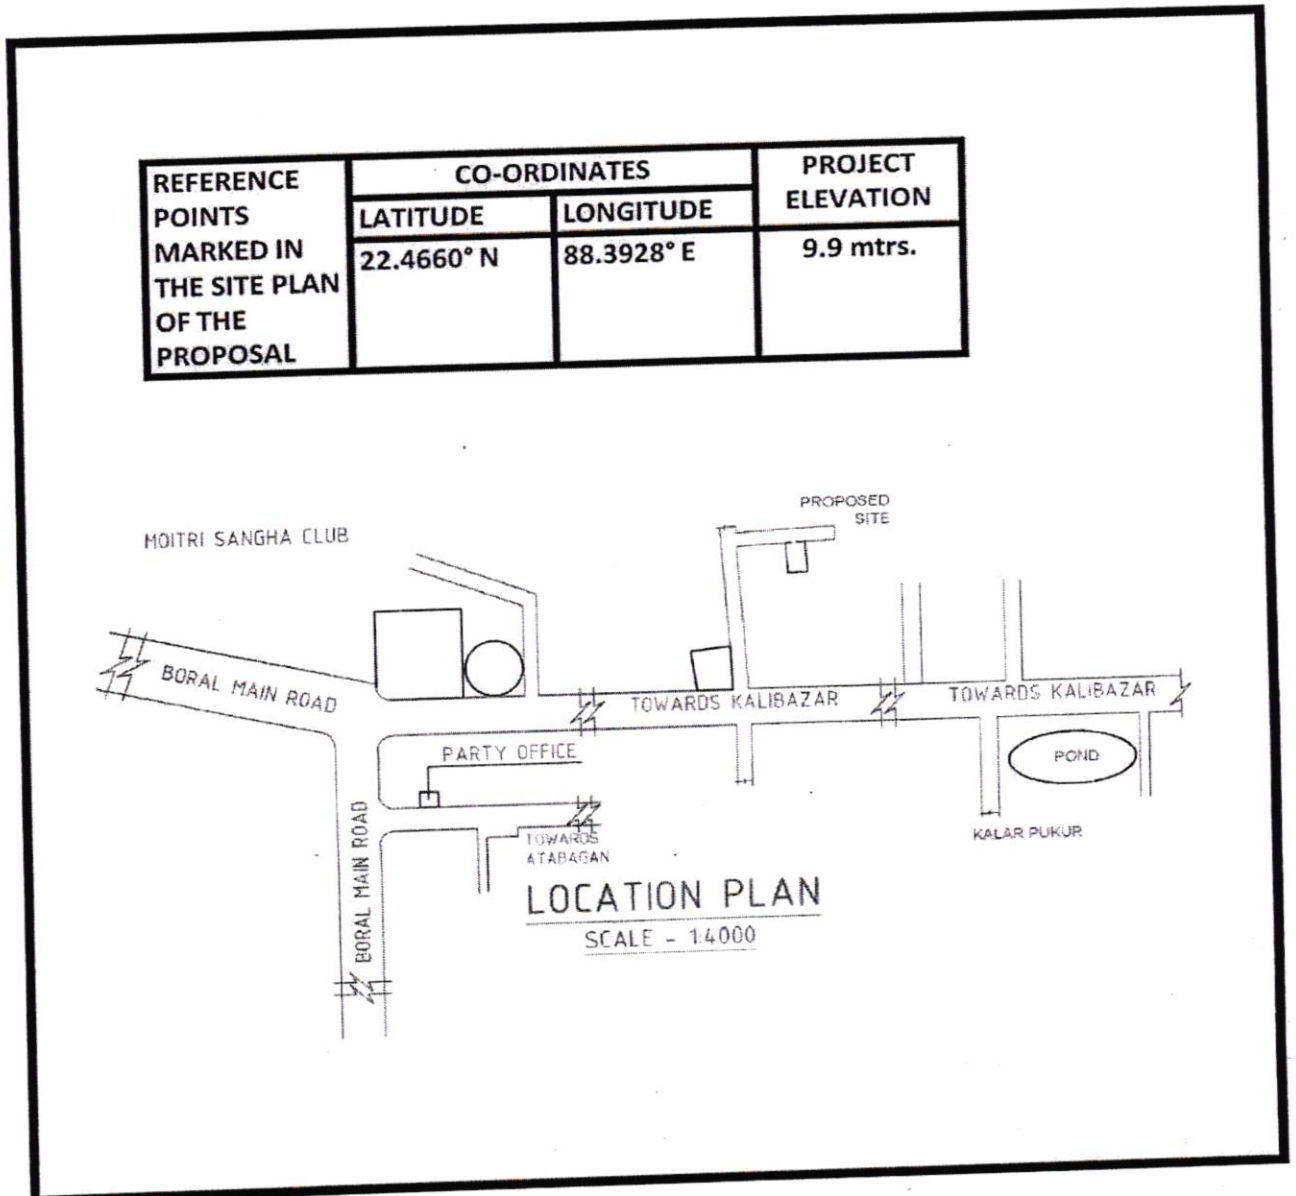 REFERENCE
POINTS
MARKED IN
THE SITE PLAN
OF THE
PROPOSAL
CO-ORDINATES
LATITUDE
LONGITUDE
PROJECT
ELEVATION
22.4660° N
88.3928° E
9.9 mtrs.
PROPOSED
SITE
MOITRI SANGHA CLUB
BORAL MAIN ROAD
TOWARDS KALIBAZAR
TOWARDS KALIBAZAR
PARTY OFFICE
POND
BORAL MAIN ROAD
KALAR PUKUR
TOWARDS
ATABAGAN
LOCATION PLAN
SCALE - 1:4000